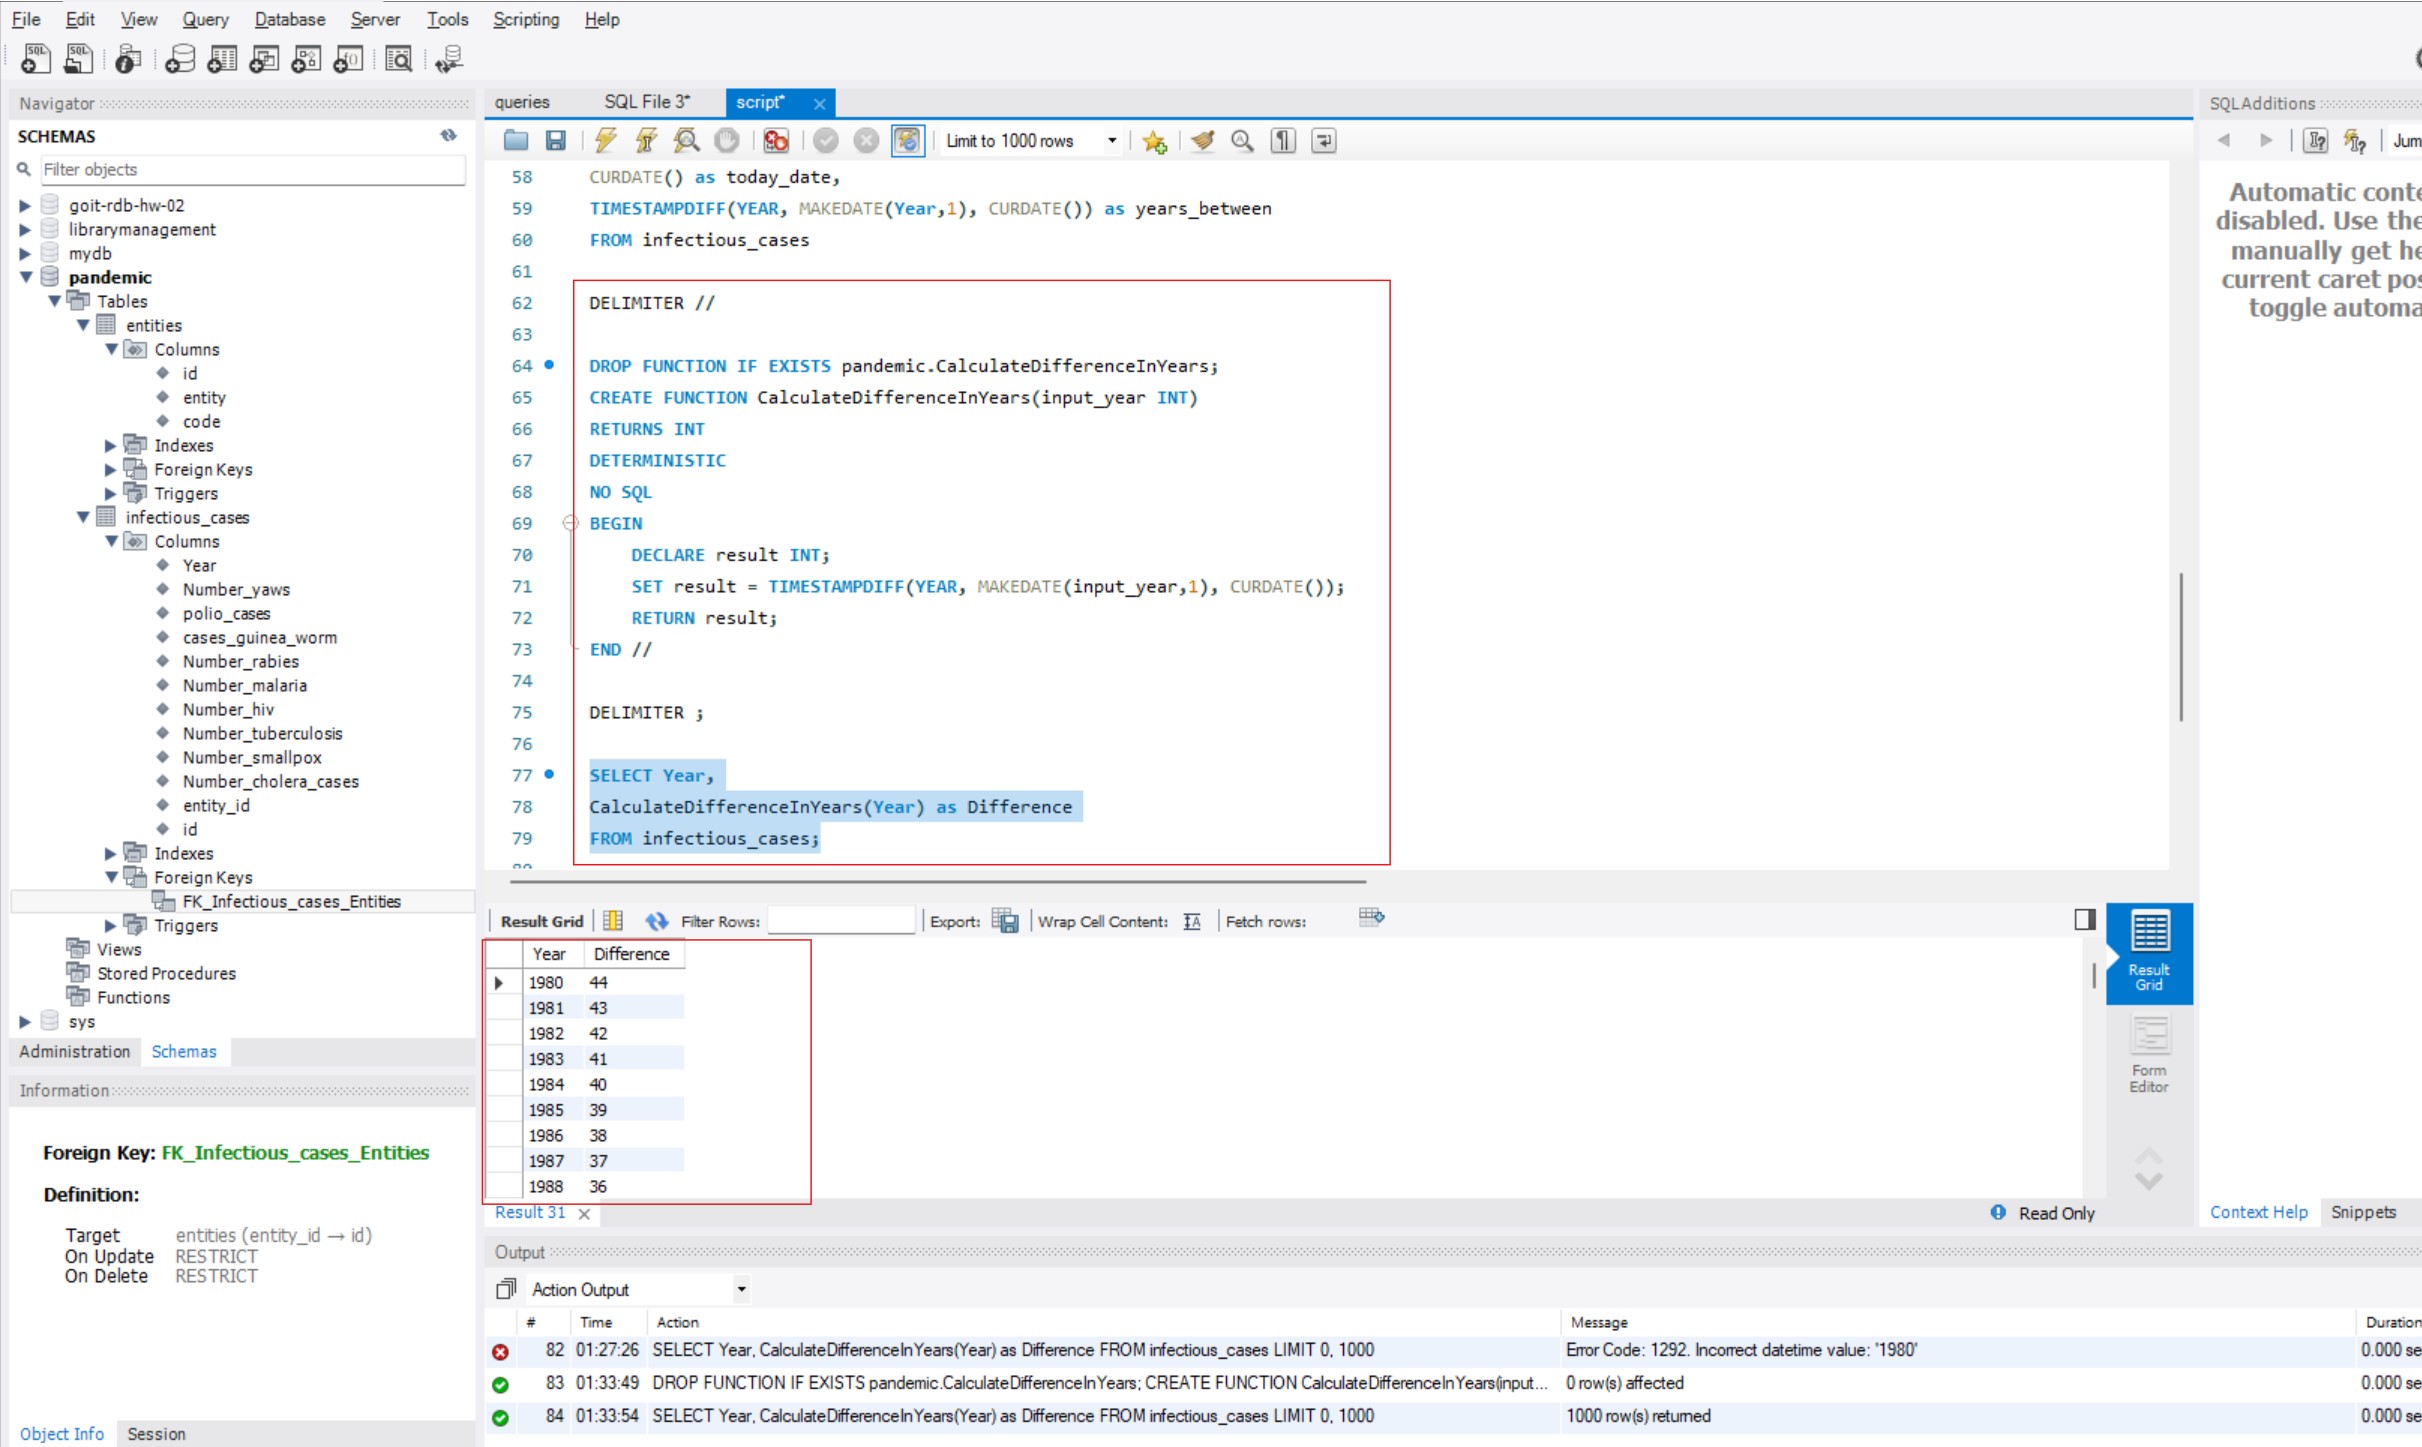 File Edit View Query Database Server Tools Scripting Help
Navigator
SCHEMAS
Filter objects
goit-rdb-hw-02
librarymanagement
mydb
pandemic
Tables
entities
Columns
id
entity
code
Indexes
Foreign Keys
Triggers
infectious_cases
Columns
Year
Number_yaws
polio_cases
cases_guinea_worm
Number_rabies
Number_malaria
Number_hiv
Number_tuberculosis
Number_smallpox
Number_cholera_cases
entity_id
id
Indexes
Foreign Keys
FK_Infectious_cases_Entities
Triggers
Views
Stored Procedures
Functions
sys
Administration Schemas
Information
Foreign Key: FK_Infectious_cases_Entities
Definition:
Target entities (entity_id → id)
On Update RESTRICT
On Delete RESTRICT
Object Info Session
queries SQL File 3* script*
Limit to 1000 rows
58 CURDATE() as today_date,
59 TIMESTAMPDIFF(YEAR, MAKEDATE(Year,1), CURDATE()) as years_between
60 FROM infectious_cases
61
62 DELIMITER //
63
64 DROP FUNCTION IF EXISTS pandemic.CalculateDifferenceInYears;
65 CREATE FUNCTION CalculateDifferenceInYears(input_year INT)
66 RETURNS INT
67 DETERMINISTIC
68 NO SQL
69 BEGIN
70 DECLARE result INT;
71 SET result = TIMESTAMPDIFF(YEAR, MAKEDATE(input_year,1), CURDATE());
72 RETURN result;
73 END //
74
75 DELIMITER ;
76
77 SELECT Year,
78 CalculateDifferenceInYears(Year) as Difference
79 FROM infectious_cases;
Result Grid Filter Rows: Export: Wrap Cell Content: Fetch rows:
Year Difference
1980 44
1981 43
1982 42
1983 41
1984 40
1985 39
1986 38
1987 37
1988 36
Result Grid
Form Editor
Result 31
Read Only
Output
Action Output
# Time Action Message Duration
82 01:27:26 SELECT Year, CalculateDifferenceInYears(Year) as Difference FROM infectious_cases LIMIT 0, 1000 Error Code: 1292. Incorrect datetime value: '1980' 0.000 se
83 01:33:49 DROP FUNCTION IF EXISTS pandemic.CalculateDifferenceInYears; CREATE FUNCTION CalculateDifferenceInYears(input... 0 row(s) affected 0.000 se
84 01:33:54 SELECT Year, CalculateDifferenceInYears(Year) as Difference FROM infectious_cases LIMIT 0, 1000 1000 row(s) returned 0.000 se
SQLAdditions
Jum
Automatic conte
disabled. Use the
manually get he
current caret pos
toggle automa
Context Help Snippets